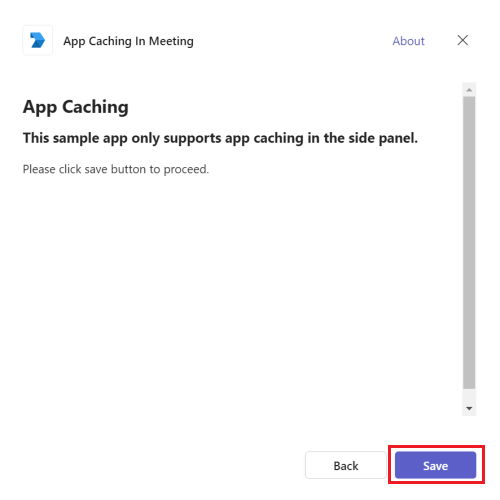 App Caching In Meeting
About
App Caching
This sample app only supports app caching in the side panel.
Please click save button to proceed.
Back
Save